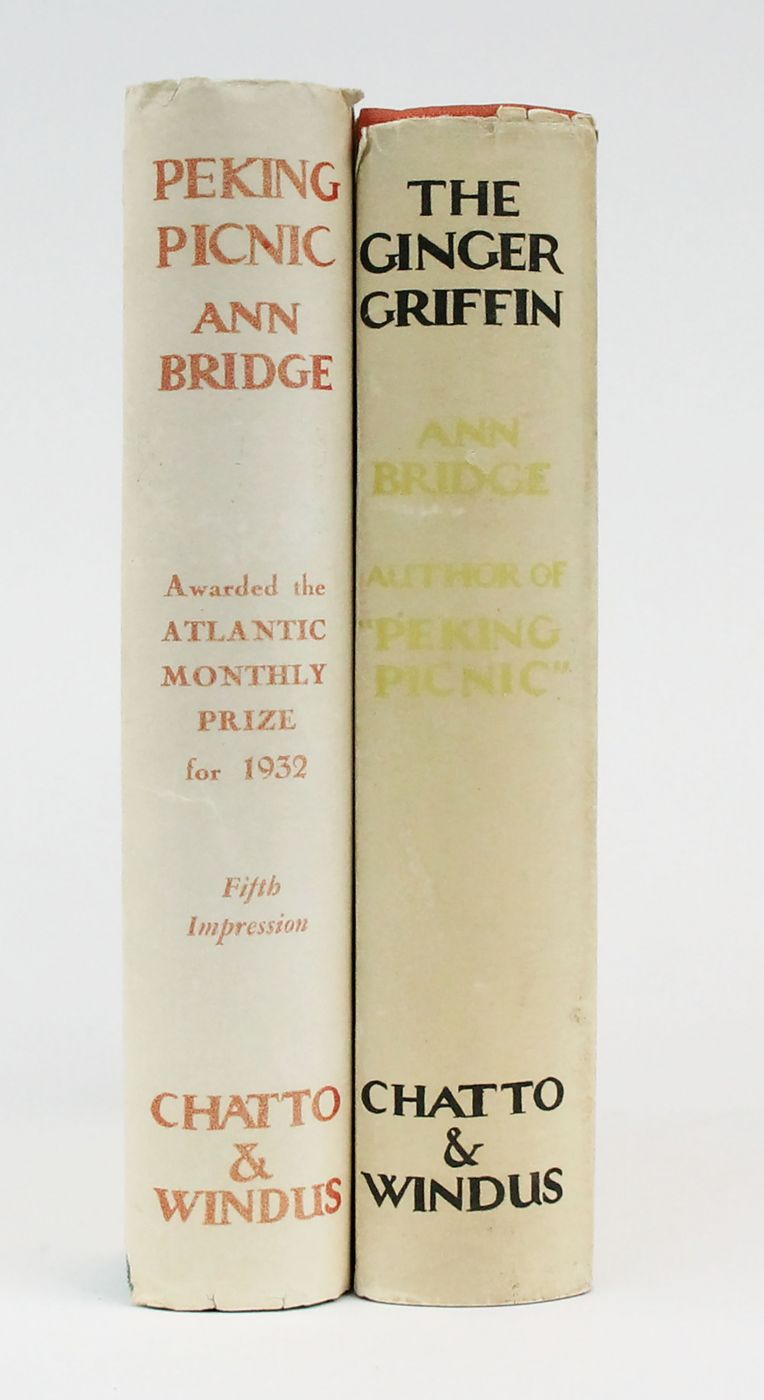 PEKING
PICNIC
ANN
BRIDGE
Awarded the
ATLANTIC
MONTHLY
PRIZE
for 1932
Fifth
Impression
CHATTO
&
WINDUS
THE
GINGER
GRIFFIN
ANN
BRIDGE
AUTHOR OF
"PEKING
PICNIC"
CHATTO
&
WINDUS